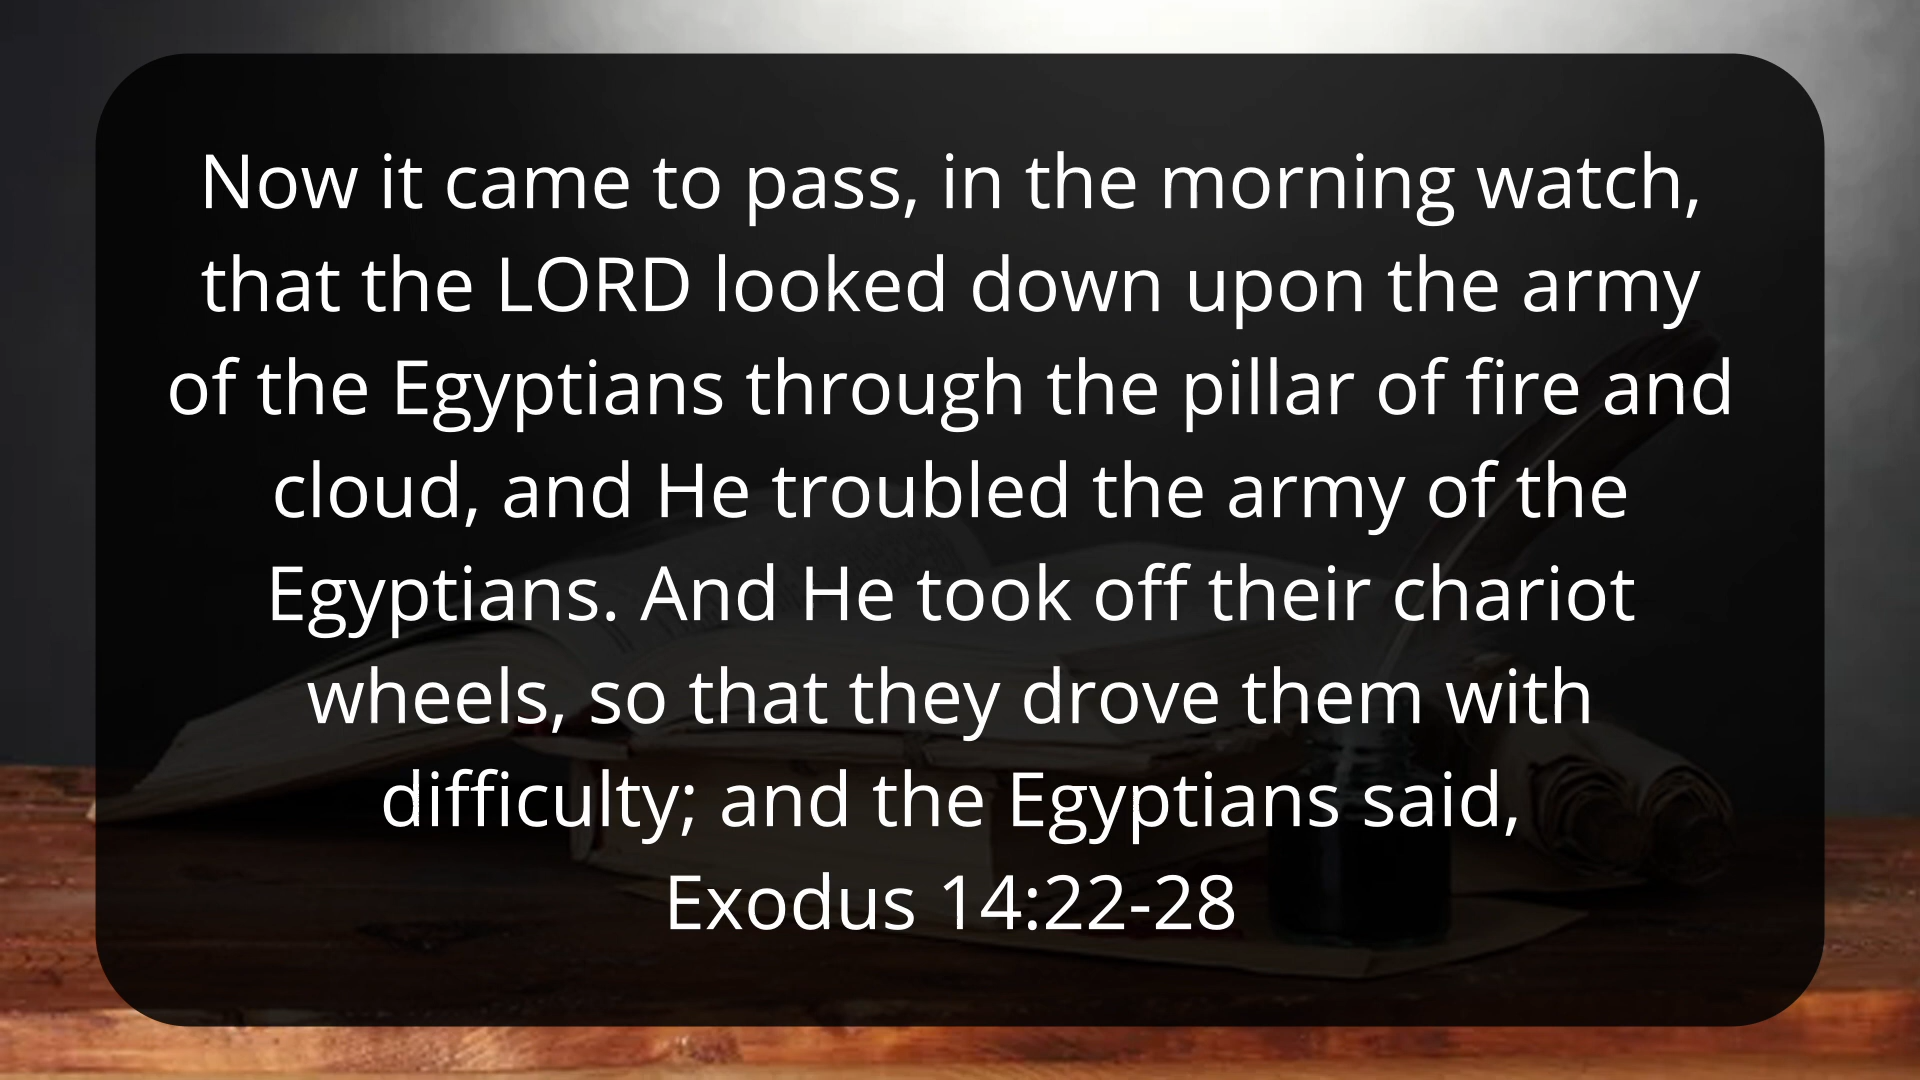 Now it came to pass, in the morning watch,
that the LORD looked down upon the army
of the Egyptians through the pillar of fire and
cloud, and He troubled the army of the
Egyptians. And He took off their chariot
wheels, so that they drove them with
difficulty; and the Egyptians said,
Exodus 14:22-28